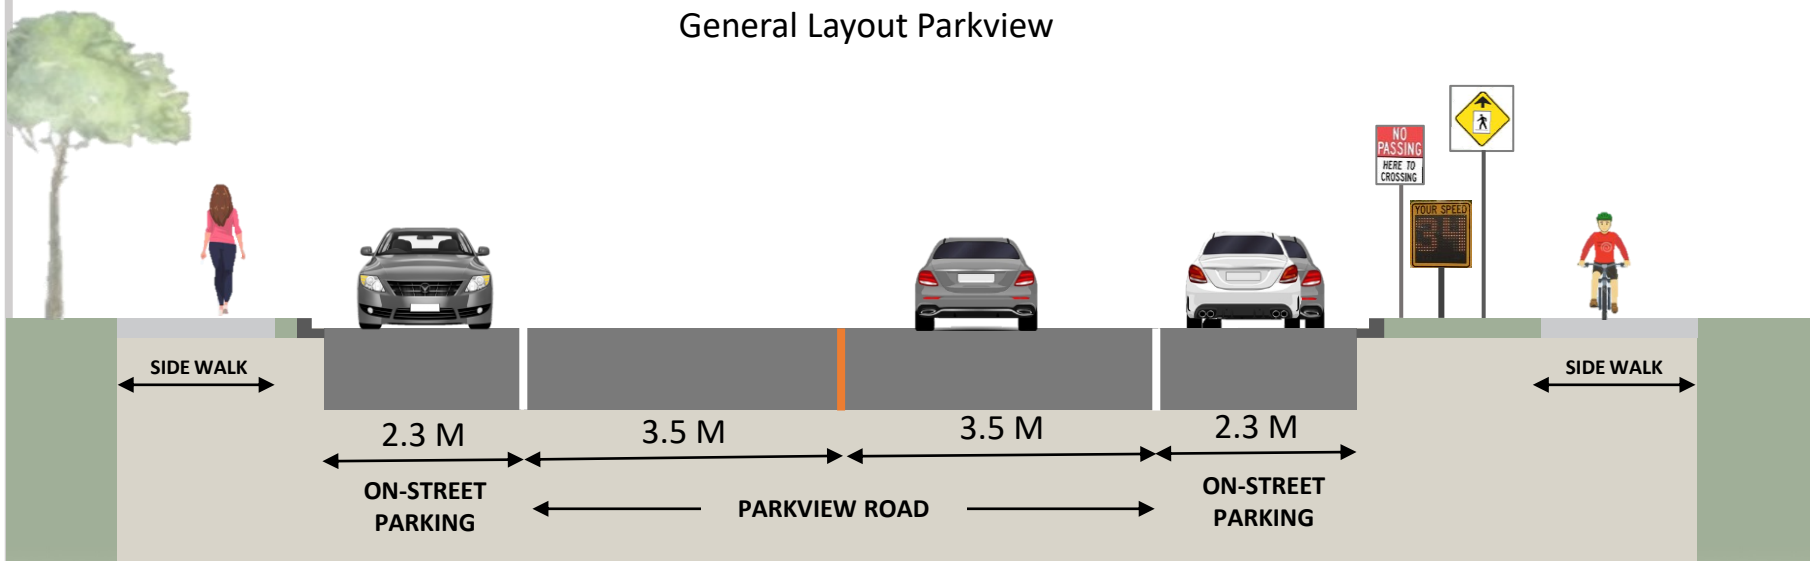 General Layout Parkview
NO
PASSING
HERE TO
CROSSING
YOUR SPEED
34
SIDE WALK
SIDE WALK
2.3 M
3.5 M
3.5 M
2.3 M
ON-STREET
PARKING
PARKVIEW ROAD
ON-STREET
PARKING